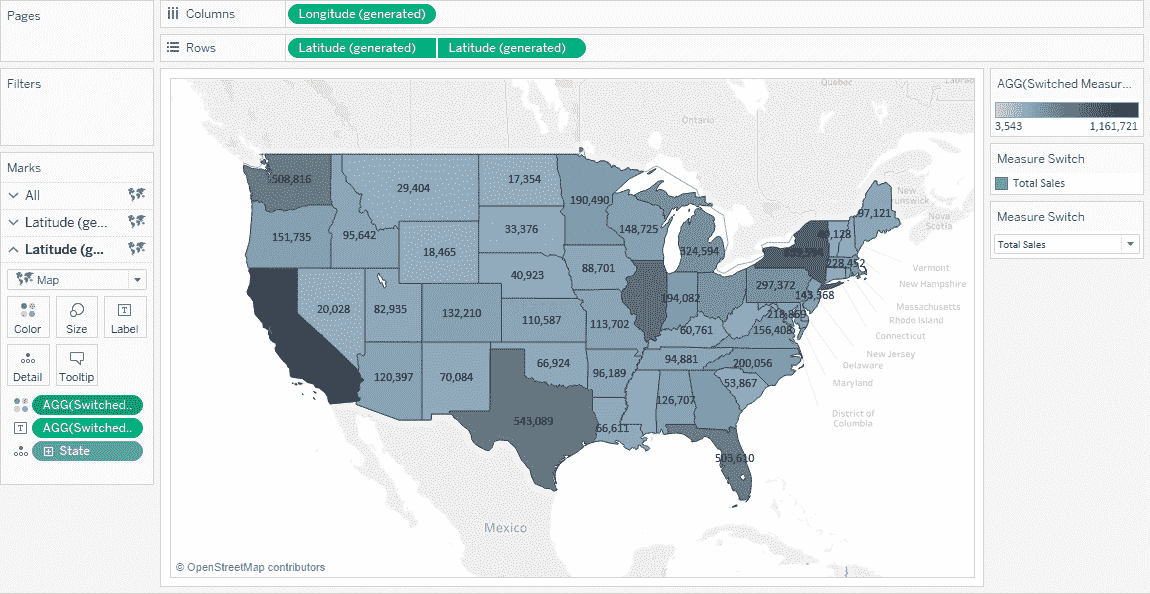 Pages
Columns
Longitude (generated)
Rows
Latitude (generated)
Latitude (generated)
Filters
Marks
All
Latitude (ge...
Latitude (g...
Map
Color
Size
Label
Detail
Tooltip
AGG(Switched..
AGG(Switched..
State
Quebec
Ontario
New
Nova
Scotia
508,816
29,404
17,354
190,490
97,121
151,735
95,642
33,376
148,725
324,594
18,465
228,452
88,701
40,923
297,372
143,368
20,028
82,935
132,210
194,082
110,587
113,702
60,761
218,869
156,408
66,924
94,881
200,056
120,397
70,084
96,189
53,867
126,707
543,089
66,611
503,610
Vermont
New Hampshire
Massachusetts
Rhode Island
Connecticut
New Jersey
Delaware
Maryland
District of
Columbia
Mexico
© OpenStreetMap contributors
AGG(Switched Measur...
3,543
1,161,721
Measure Switch
Total Sales
Measure Switch
Total Sales